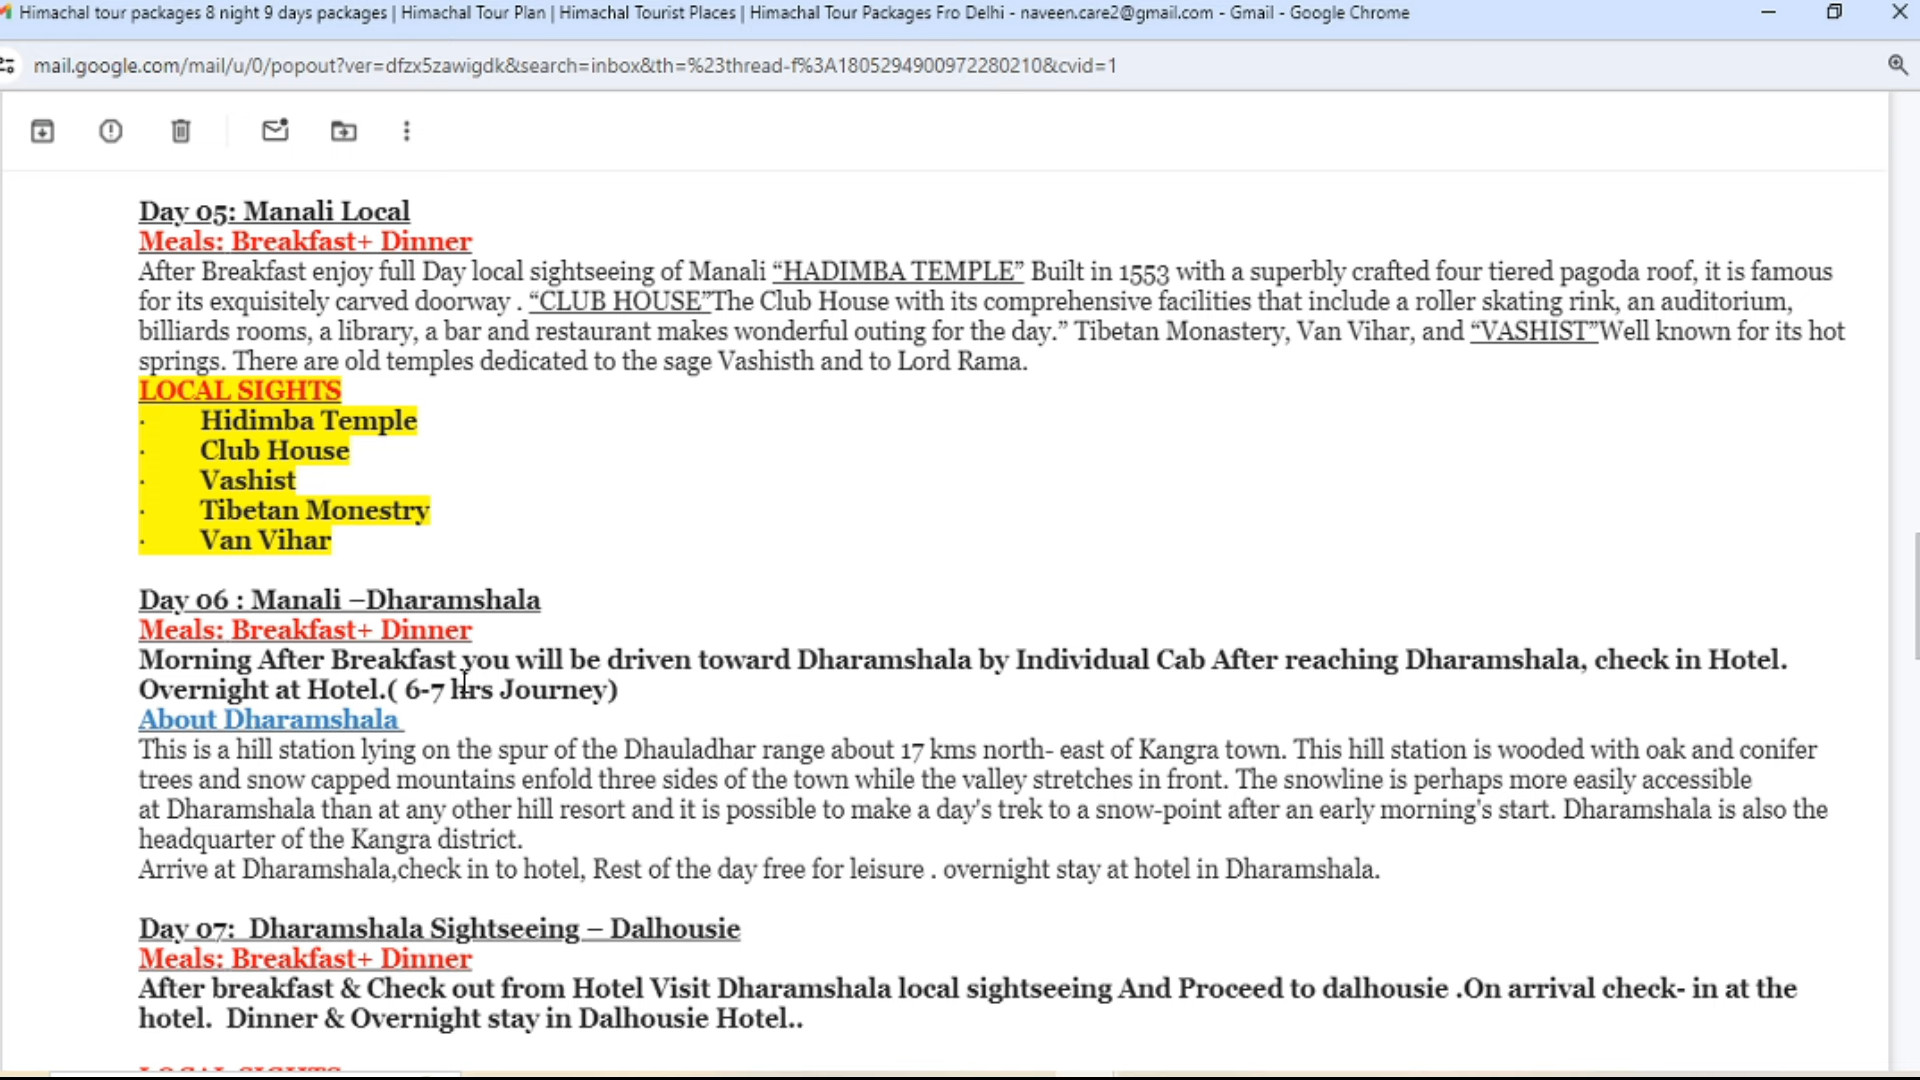 Himachal tour packages 8 night 9 days packages | Himachal Tour Plan | Himachal Tourist Places | Himachal Tour Packages Fro Delhi - naveen.care2@gmail.com - Gmail - Google Chrome
mail.google.com/mail/u/0/popout?ver=dfzx5zawigdk&search=inbox&th=%23thread-f%3A1805294900972280210&cvid=1
Day 05: Manali Local
Meals: Breakfast+ Dinner
After Breakfast enjoy full Day local sightseeing of Manali “HADIMBA TEMPLE” Built in 1553 with a superbly crafted four tiered pagoda roof, it is famous
for its exquisitely carved doorway . “CLUB HOUSE”The Club House with its comprehensive facilities that include a roller skating rink, an auditorium,
billiards rooms, a library, a bar and restaurant makes wonderful outing for the day.” Tibetan Monastery, Van Vihar, and “VASHIST”Well known for its hot
springs. There are old temples dedicated to the sage Vashisth and to Lord Rama.
LOCAL SIGHTS
· Hidimba Temple
· Club House
· Vashist
· Tibetan Monestry
· Van Vihar
Day 06 : Manali –Dharamshala
Meals: Breakfast+ Dinner
Morning After Breakfast you will be driven toward Dharamshala by Individual Cab After reaching Dharamshala, check in Hotel.
Overnight at Hotel.( 6-7 hrs Journey)
About Dharamshala
This is a hill station lying on the spur of the Dhauladhar range about 17 kms north- east of Kangra town. This hill station is wooded with oak and conifer
trees and snow capped mountains enfold three sides of the town while the valley stretches in front. The snowline is perhaps more easily accessible
at Dharamshala than at any other hill resort and it is possible to make a day's trek to a snow-point after an early morning's start. Dharamshala is also the
headquarter of the Kangra district.
Arrive at Dharamshala,check in to hotel, Rest of the day free for leisure . overnight stay at hotel in Dharamshala.
Day 07:  Dharamshala Sightseeing – Dalhousie
Meals: Breakfast+ Dinner
After breakfast & Check out from Hotel Visit Dharamshala local sightseeing And Proceed to dalhousie .On arrival check- in at the
hotel.  Dinner & Overnight stay in Dalhousie Hotel..
LOCAL SIGHTS